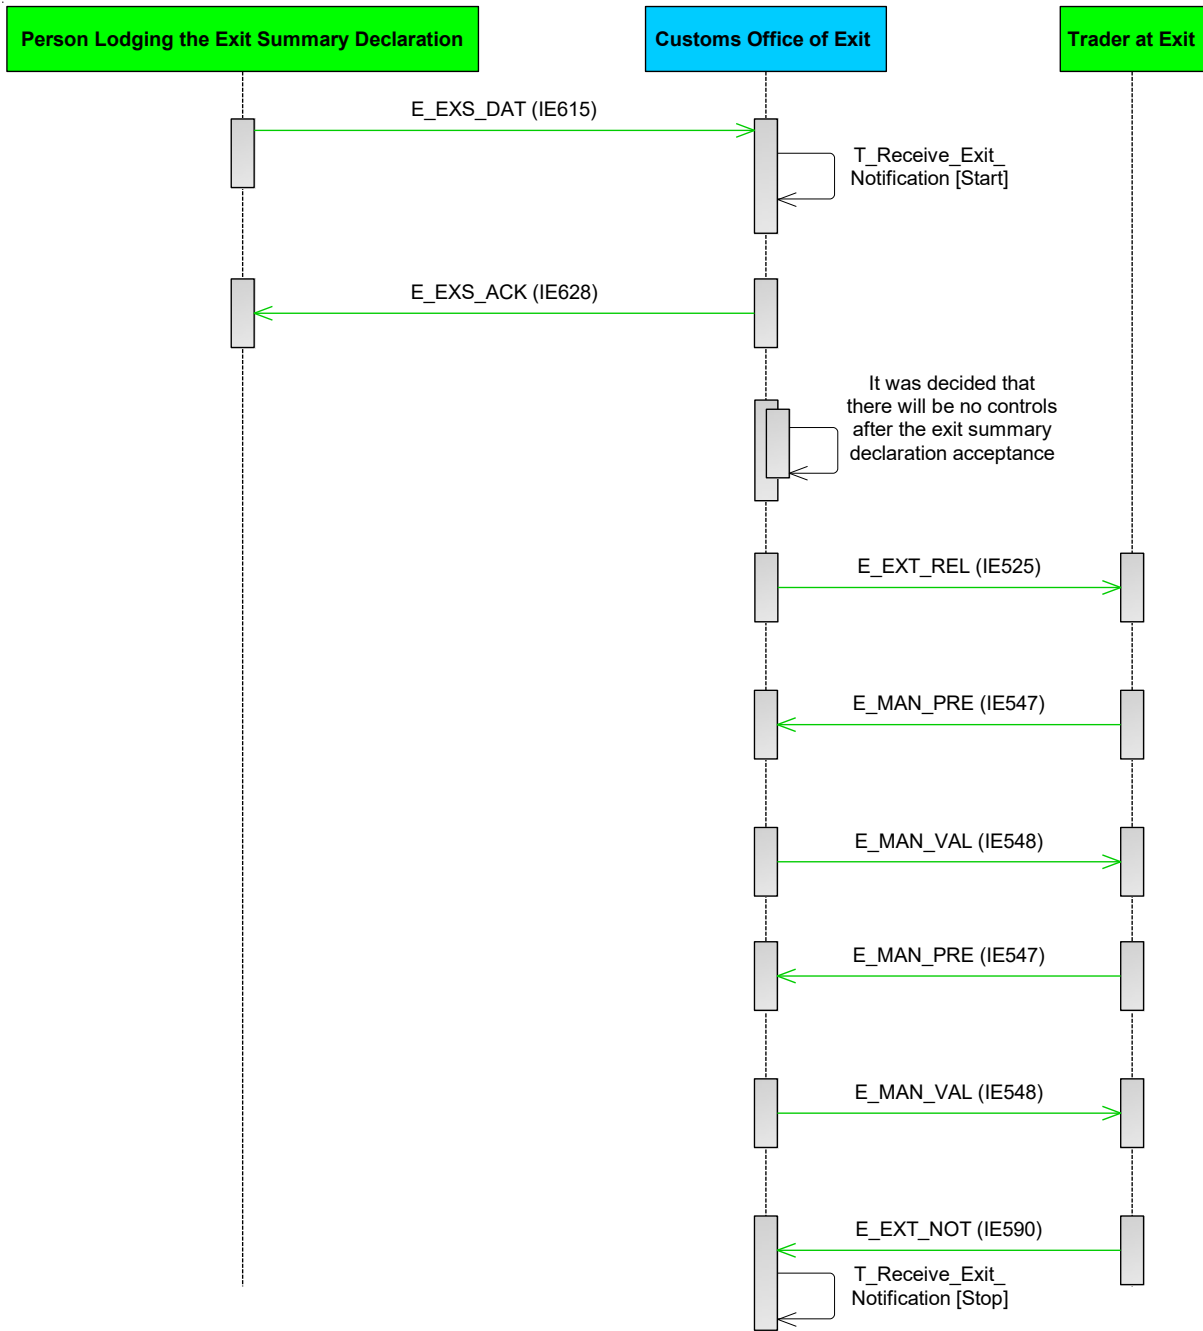 Person Lodging the Exit Summary Declaration
Customs Office of Exit
Trader at Exit
E_EXS_DAT (IE615)
T_Receive_Exit_
Notification [Start]
E_EXS_ACK (IE628)
It was decided that
there will be no controls
after the exit summary
declaration acceptance
E_EXT_REL (IE525)
E_MAN_PRE (IE547)
E_MAN_VAL (IE548)
E_MAN_PRE (IE547)
E_MAN_VAL (IE548)
E_EXT_NOT (IE590)
T_Receive_Exit_
Notification [Stop]